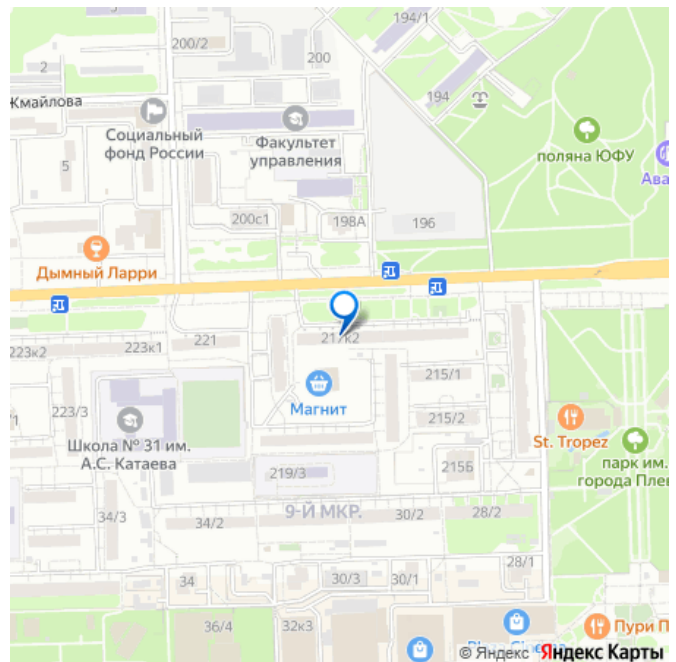 194/1
200/2
200
2
194
Жмайлова
Социальный
фонд России
Факультет
управления
поляна ЮФУ
Ава
5
200с1
198А
196
Дымный Ларри
223к2
223к1
221
215/1
Магнит
223/3
215/2
St. Tropez
Школа № 31 им.
А.С. Катаева
парк им.
города Плев
219/3
215Б
9-Й МКР.
34/3
34/2
30/2
28/2
28/1
34
30/3
30/1
36/4
32к3
Пури П
© Яндекс Яндекс Карты